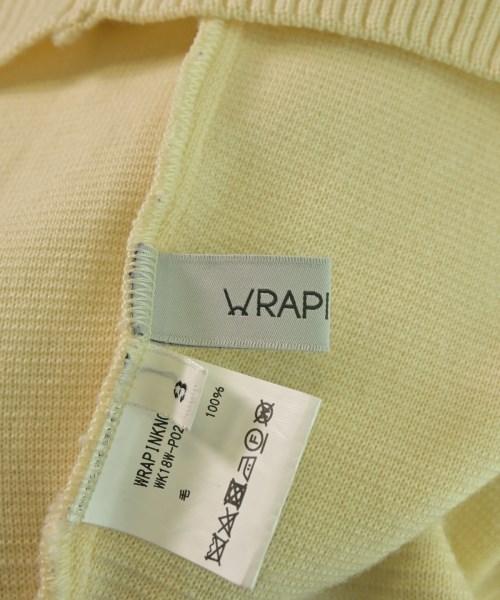 WRAPI
3
WRAPINKNO
WK18W-P02
毛 100%